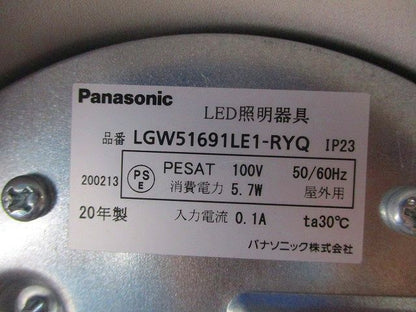 Panasonic LED照明器具
品番 LGW51691LE1-RYQ IP23
PS E PESAT 100V 50/60Hz
200213 消費電力 5.7W 屋外用
20年製 入力電流 0.1A ta30℃
パナソニック株式会社